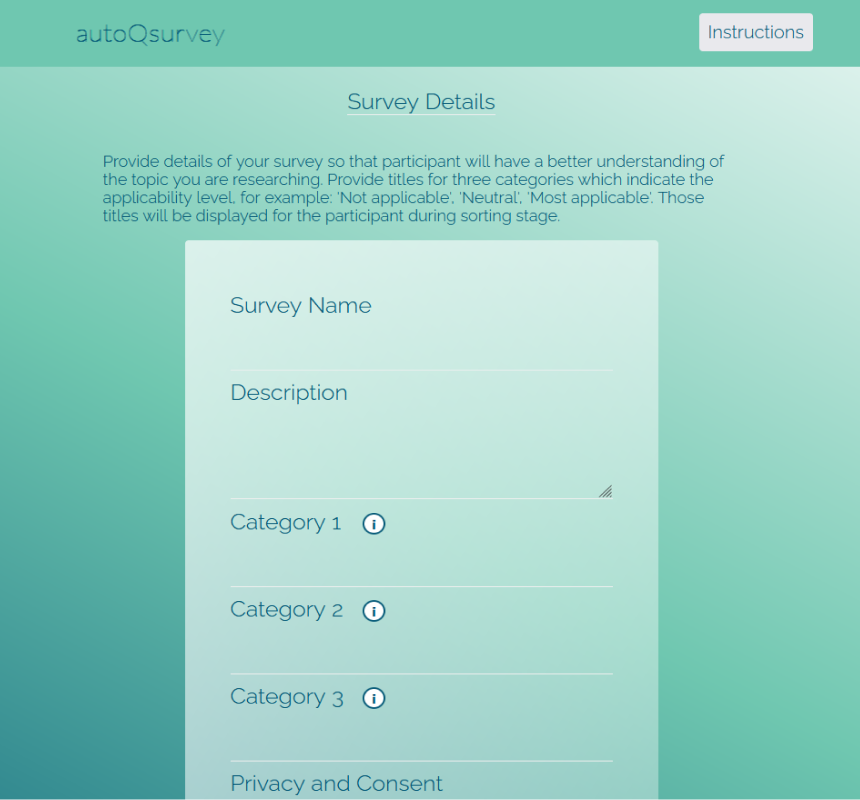 autoQsurvey
Instructions
Survey Details
Provide details of your survey so that participant will have a better understanding of
the topic you are researching. Provide titles for three categories which indicate the
applicability level, for example: 'Not applicable', 'Neutral', 'Most applicable'. Those
titles will be displayed for the participant during sorting stage.
Survey Name
Description
Category 1 i
Category 2 i
Category 3 i
Privacy and Consent